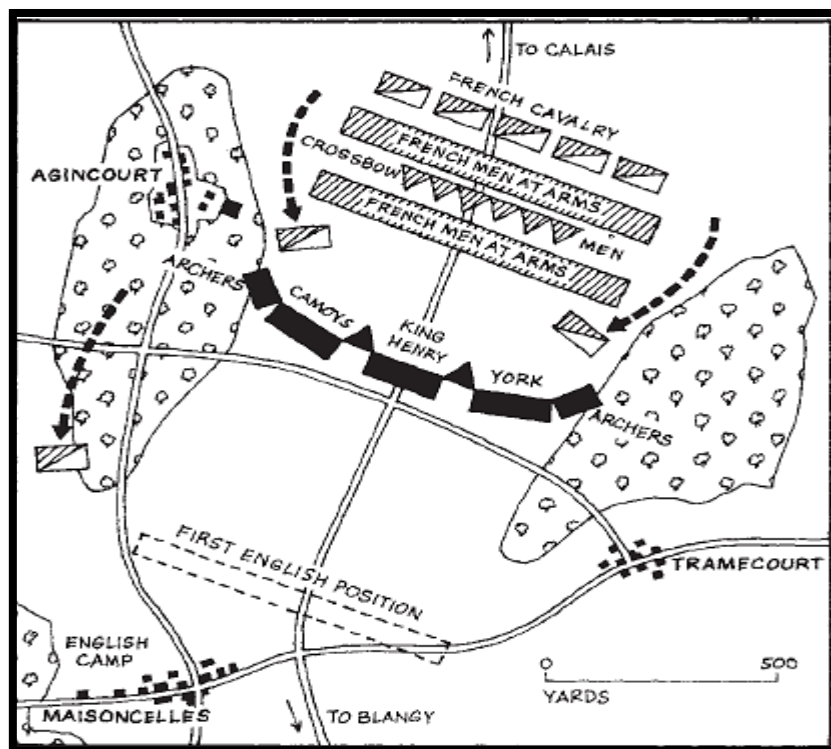 TO CALAIS
FRENCH CAVALRY
FRENCH MEN AT ARMS
CROSSBOW MEN
FRENCH MEN AT ARMS
AGINCOURT
ARCHERS
CAMOYS
KING
HENRY
YORK
ARCHERS
FIRST ENGLISH POSITION
TRAMECOURT
ENGLISH
CAMP
MAISONCELLES
TO BLANGY
0 500
YARDS